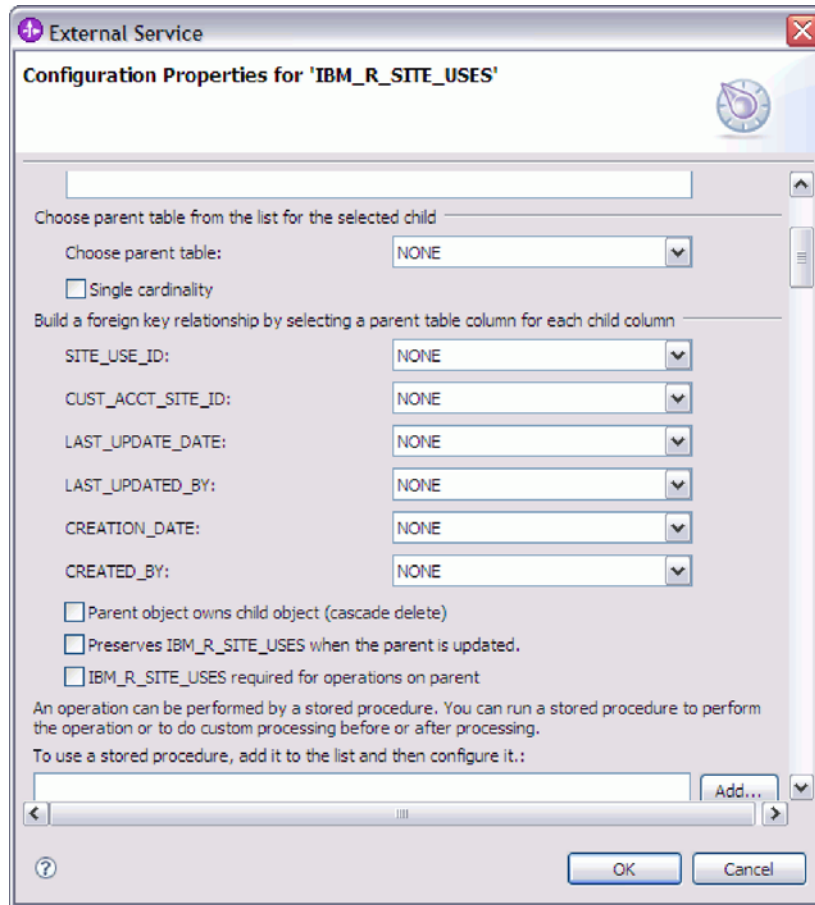 External Service
Configuration Properties for 'IBM_R_SITE_USES'
Choose parent table from the list for the selected child
Choose parent table: NONE
Single cardinality
Build a foreign key relationship by selecting a parent table column for each child column
SITE_USE_ID: NONE
CUST_ACCT_SITE_ID: NONE
LAST_UPDATE_DATE: NONE
LAST_UPDATED_BY: NONE
CREATION_DATE: NONE
CREATED_BY: NONE
Parent object owns child object (cascade delete)
Preserves IBM_R_SITE_USES when the parent is updated.
IBM_R_SITE_USES required for operations on parent
An operation can be performed by a stored procedure. You can run a stored procedure to perform
the operation or to do custom processing before or after processing.
To use a stored procedure, add it to the list and then configure it.:
Add...
OK Cancel